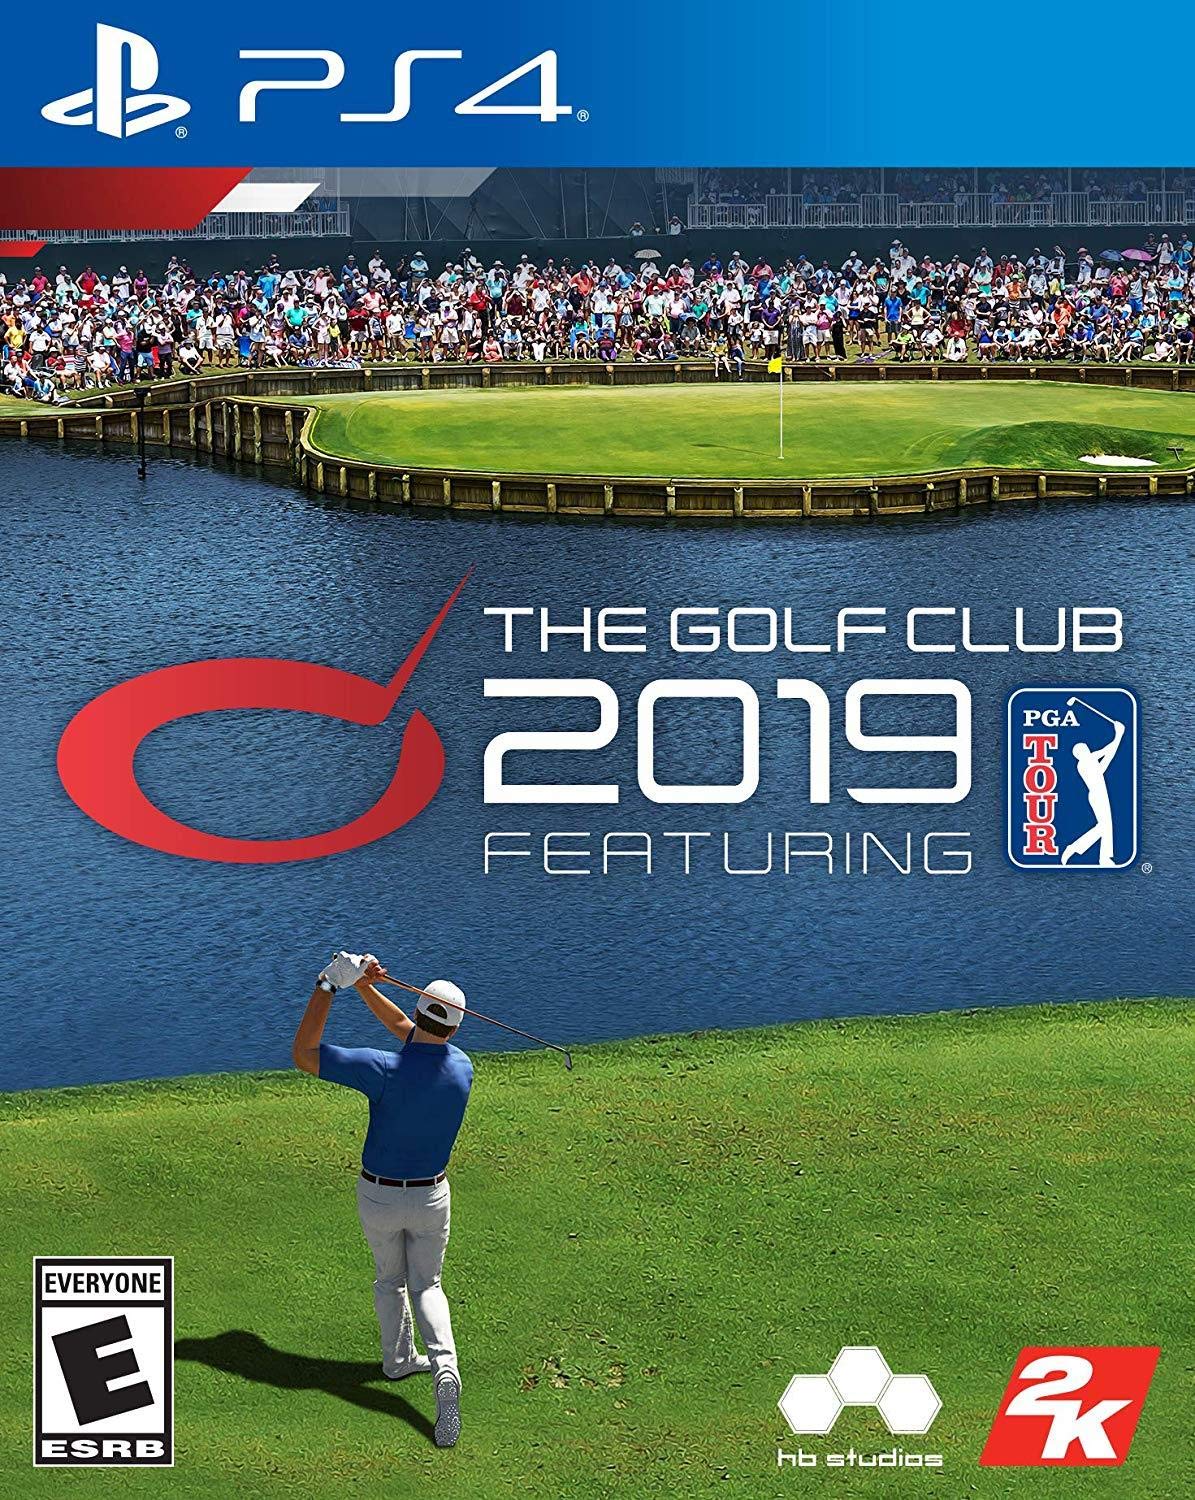 PS4
THE GOLF CLUB
2019
FEATURING
PGA
TOUR
EVERYONE
E
ESRB
hb studios
2K